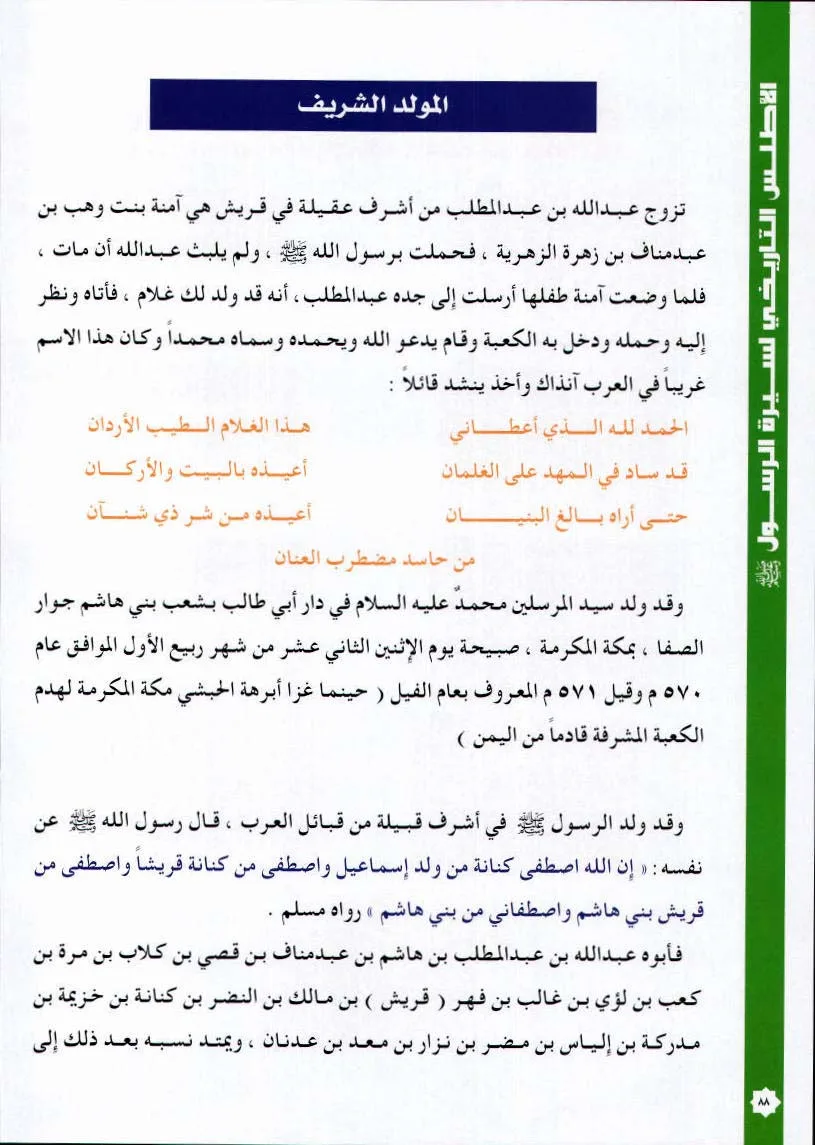 المولد الشريف
تزوج عبدالله بن عبدالمطلب من أشرف عقيلة في قريش هي آمنة بنت وهب بن
عبدمناف بن زهرة الزهرية ، فحملت برسول الله ﷺ ، ولم يلبث عبدالله أن مات ،
فلما وضعت آمنة طفلها أرسلت إلى جده عبدالمطلب ، أنه قد ولد لك غلام ، فأتاه ونظر
إليه وحمله ودخل به الكعبة وقام يدعو الله ويحمده وسماه محمداً وكان هذا الاسم
غريباً في العرب آنذاك وأخذ ينشد قائلاً :
الحمد لله الذي أعطاني هذا الغلام الطيب الأردان
قد ساد في المهد على الغلمان أعيذه بالبيت والأركان
حتى أراه بالغ البنيان أعيذه من شر ذي شنآن
من حاسد مضطرب العنان
وقد ولد سيد المرسلين محمدٌ عليه السلام في دار أبي طالب بشعب بني هاشم جوار
الصفا ، بمكة المكرمة ، صبيحة يوم الإثنين الثاني عشر من شهر ربيع الأول الموافق عام
٥٧٠ م وقيل ٥٧١ م المعروف بعام الفيل ( حينما غزا أبرهة الحبشي مكة المكرمة لهدم
الكعبة المشرفة قادماً من اليمن )
وقد ولد الرسول ﷺ في أشرف قبيلة من قبائل العرب ، قال رسول الله ﷺ عن
نفسه : « إن الله اصطفى كنانة من ولد إسماعيل واصطفى من كنانة قريشاً واصطفى من
قريش بني هاشم واصطفاني من بني هاشم » رواه مسلم .
فأبوه عبدالله بن عبدالمطلب بن هاشم بن عبدمناف بن قصي بن كلاب بن مرة بن
كعب بن لؤي بن غالب بن فهر ( قريش ) بن مالك بن النضر بن كنانة بن خزيمة بن
مدركة بن إلياس بن مضر بن نزار بن معد بن عدنان ، ويمتد نسبه بعد ذلك إلى
الأطلس التاريخي لسيرة الرسول ﷺ
٨٨